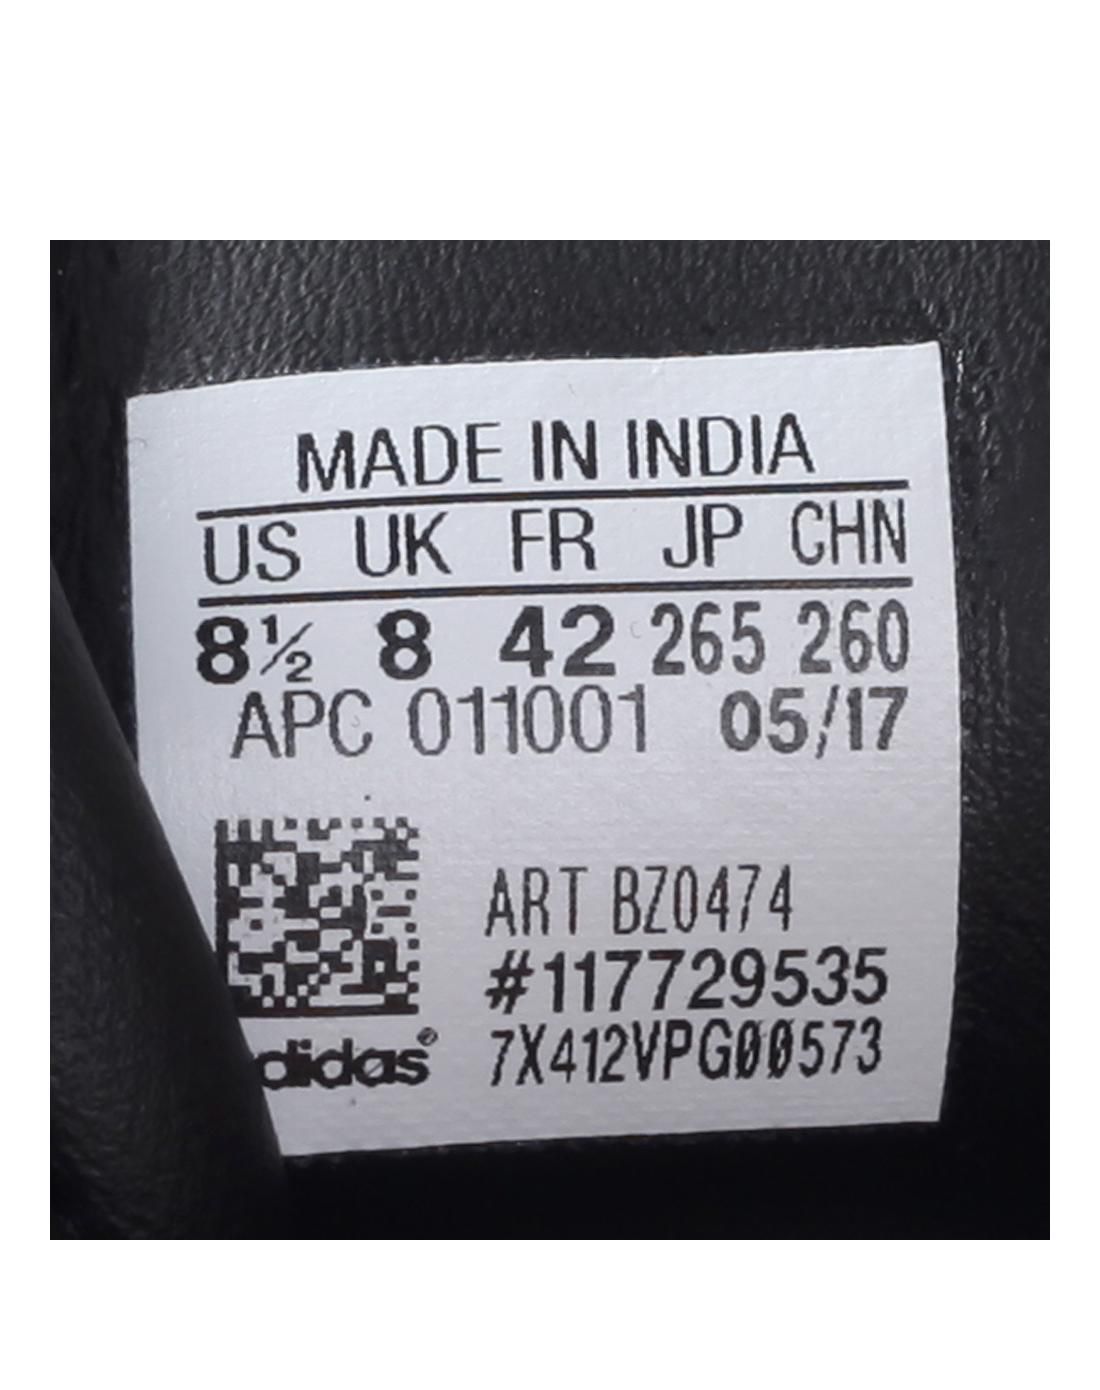 MADE IN INDIA
US UK FR JP CHN
8½ 8 42 265 260
APC 011001 05/17
ART BZ0474
#117729535
adidas® 7X412VPG00573